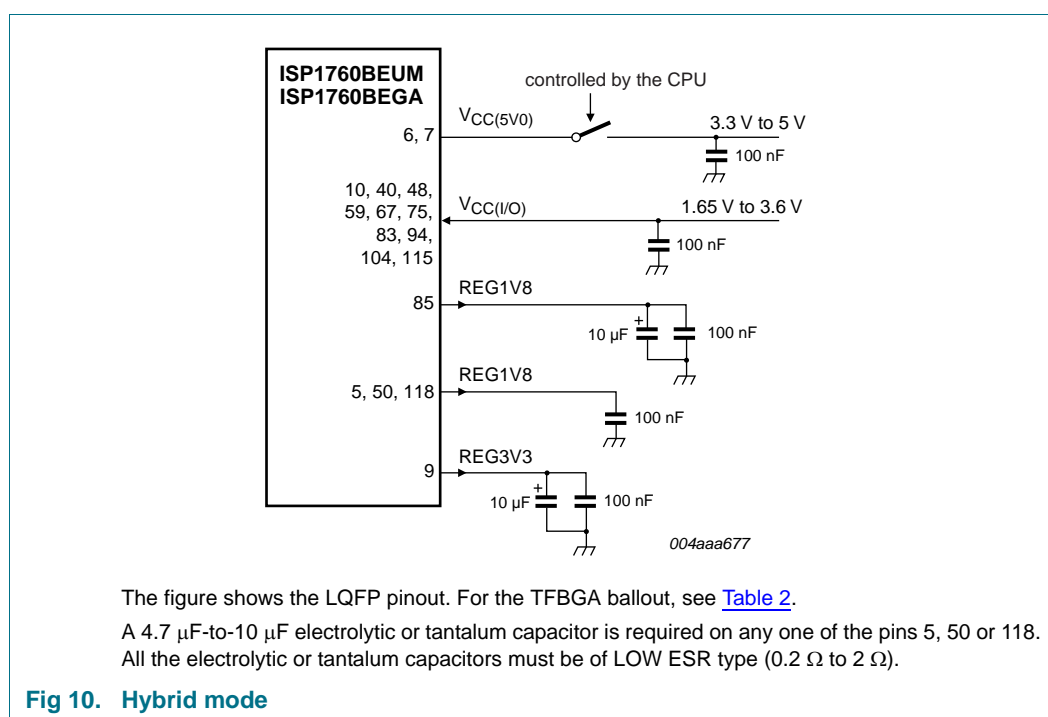 ISP1760BEUM
ISP1760BEGA
controlled by the CPU
6, 7
VCC(5V0)
3.3 V to 5 V
100 nF
10, 40, 48,
59, 67, 75,
83, 94,
104, 115
VCC(I/O)
1.65 V to 3.6 V
100 nF
85
REG1V8
+
10 μF
100 nF
5, 50, 118
REG1V8
100 nF
9
REG3V3
+
10 μF
100 nF
004aaa677
The figure shows the LQFP pinout. For the TFBGA ballout, see Table 2.
A 4.7 μF-to-10 μF electrolytic or tantalum capacitor is required on any one of the pins 5, 50 or 118.
All the electrolytic or tantalum capacitors must be of LOW ESR type (0.2 Ω to 2 Ω).
Fig 10. Hybrid mode